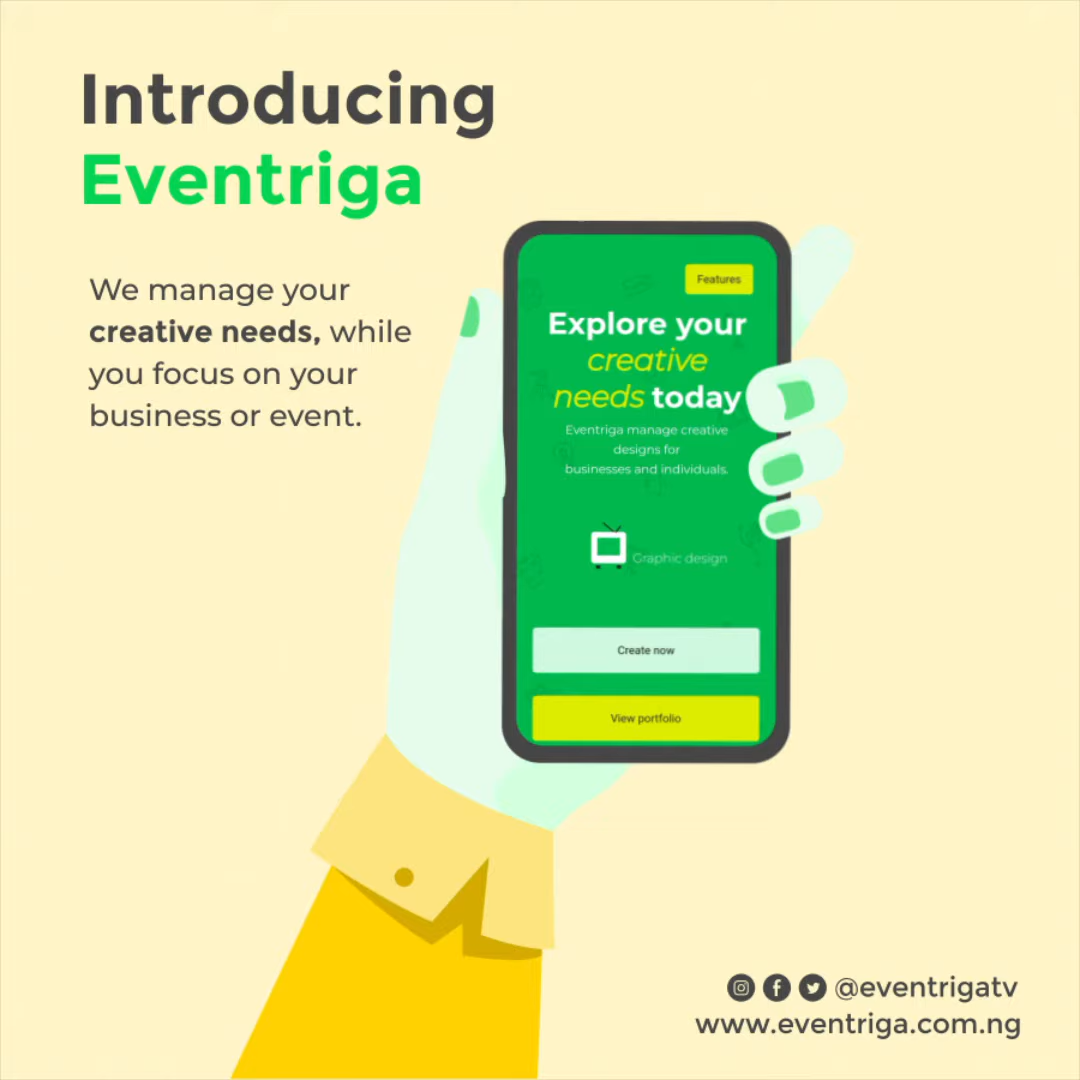 Introducing
Eventriga
We manage your
creative needs, while
you focus on your
business or event.
Features
Explore your
creative
needs today
Eventriga manage creative
designs for
businesses and individuals.
Graphic design
Create now
View portfolio
@eventrigatv
www.eventriga.com.ng